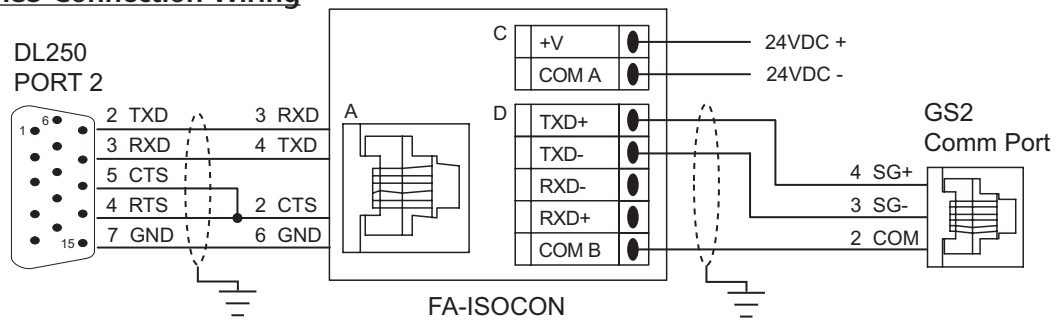 Connection Wiring
DL250
PORT 2
1
6
15
2 TXD
3 RXD
5 CTS
4 RTS
7 GND
3 RXD
4 TXD
2 CTS
6 GND
A
C
+V
COM A
24VDC +
24VDC -
D
TXD+
TXD-
RXD-
RXD+
COM B
FA-ISOCON
GS2
Comm Port
4 SG+
3 SG-
2 COM